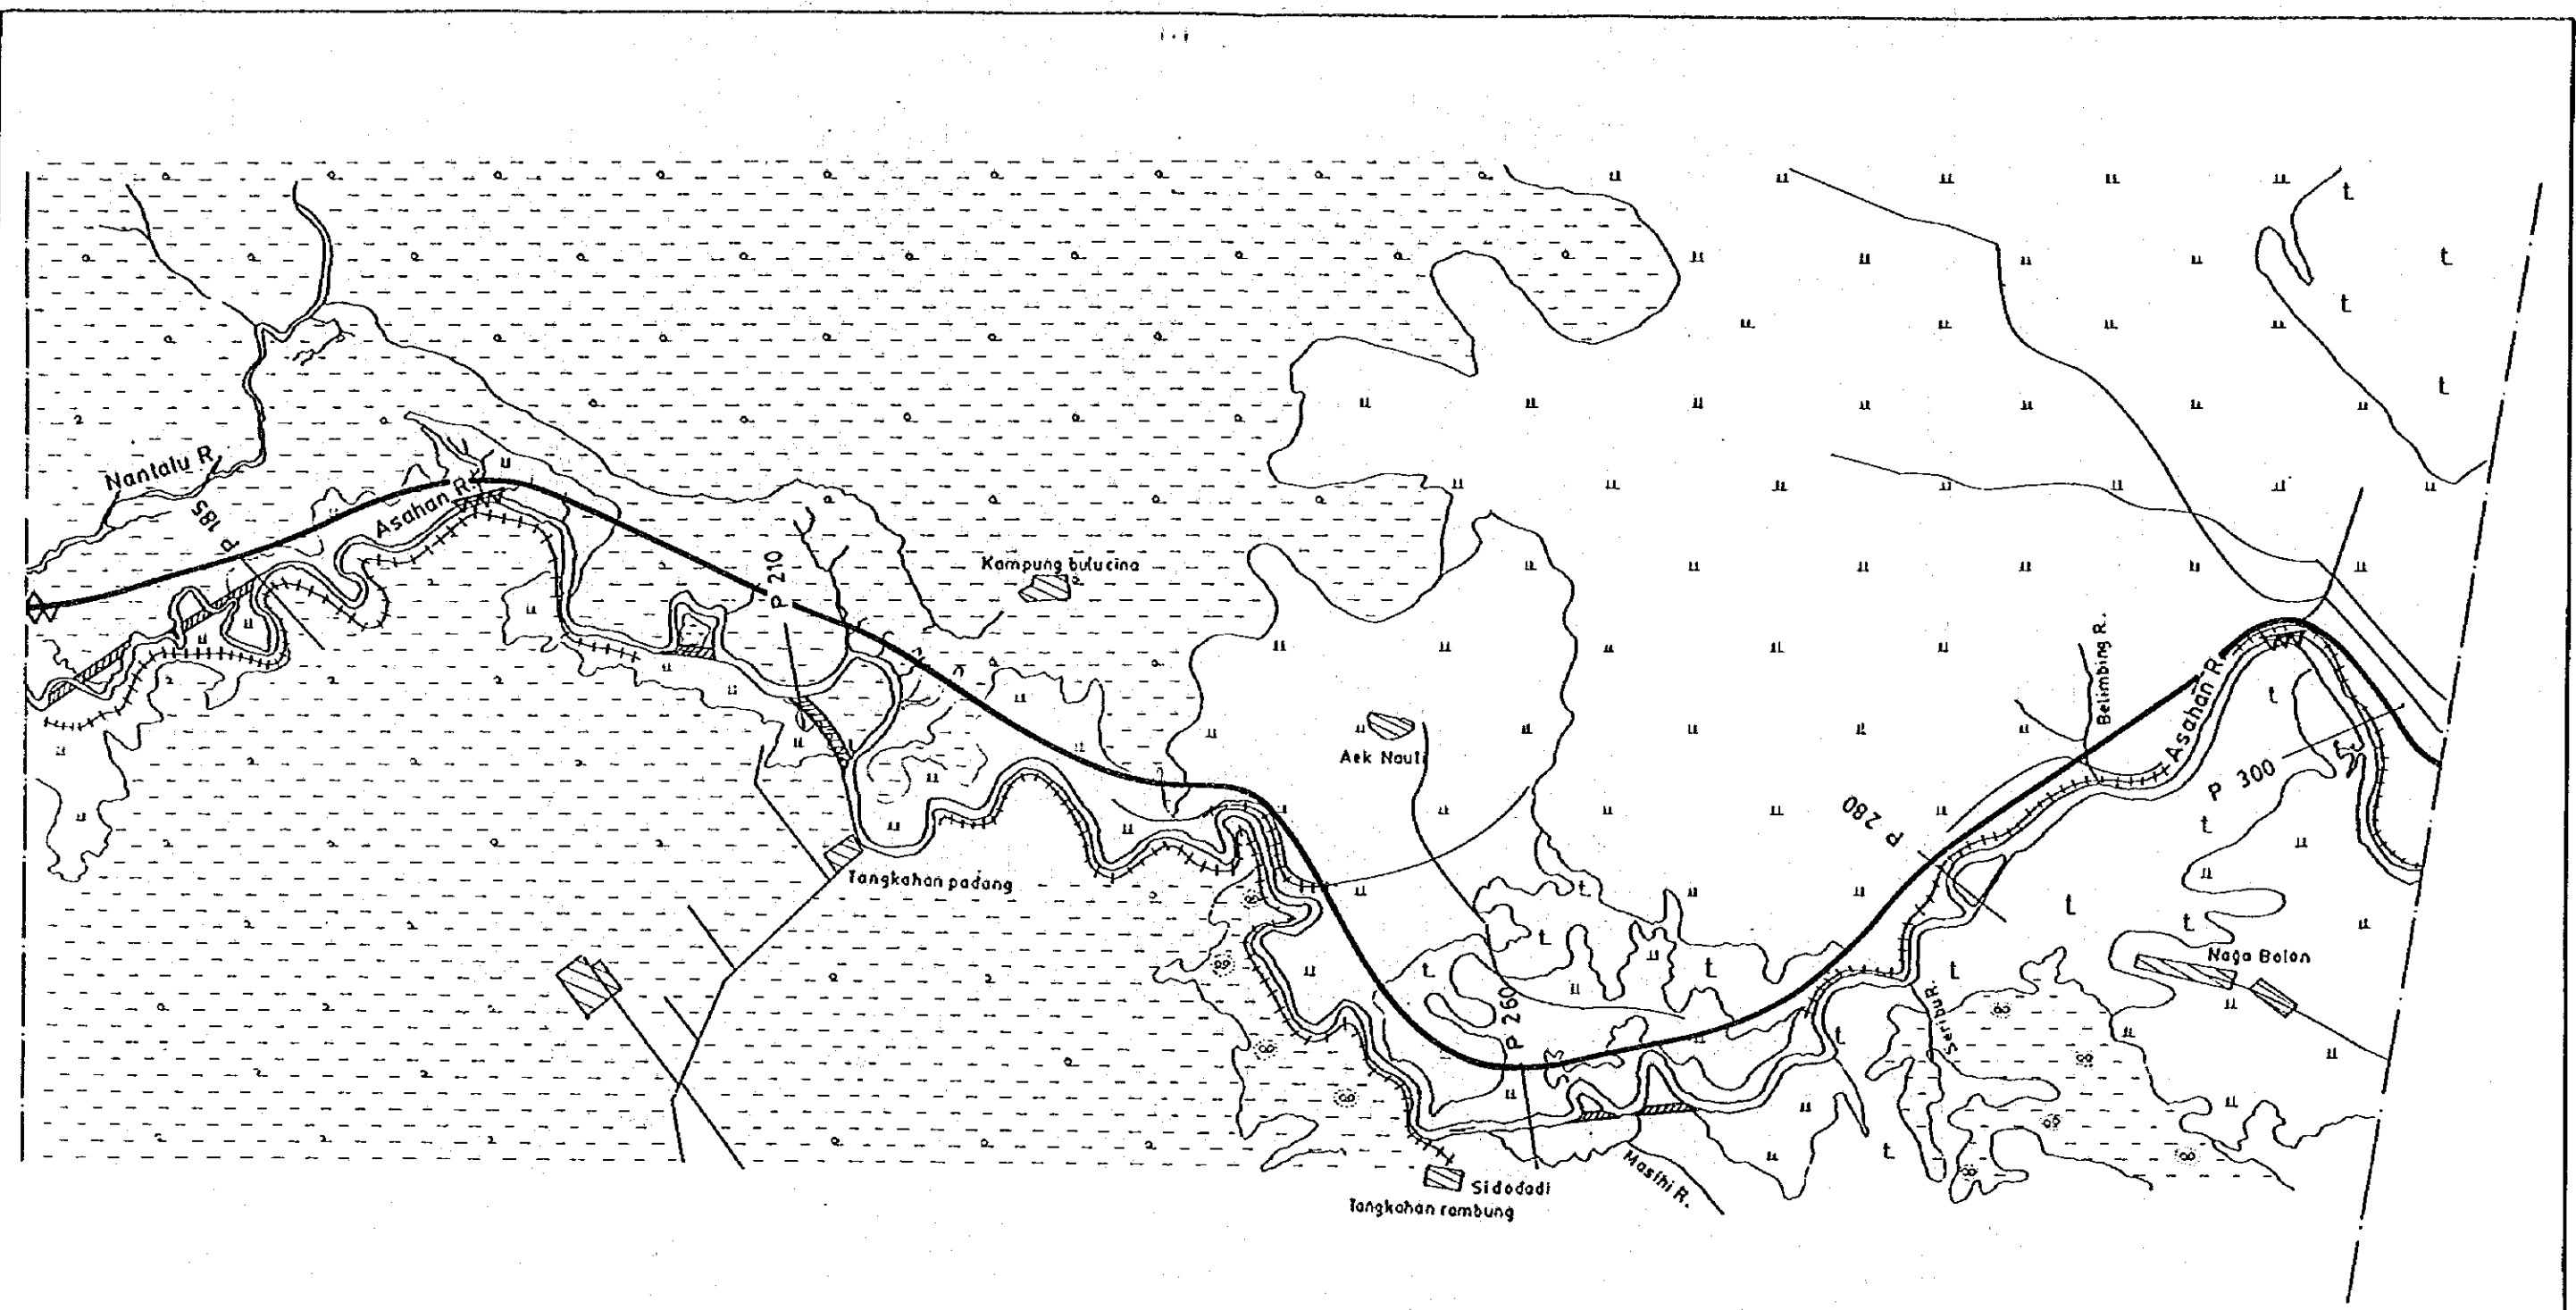 Nantalu R.
P 185
Asahan R.
P 210
Kampung bulucina
Tangkahan padang
Aek Nauli
Belimbing R.
Asahan R.
P 300
P 280
P 260
Naga Bolon
Seribu R.
Sidodadi
Tangkahan rambung
Masihi R.